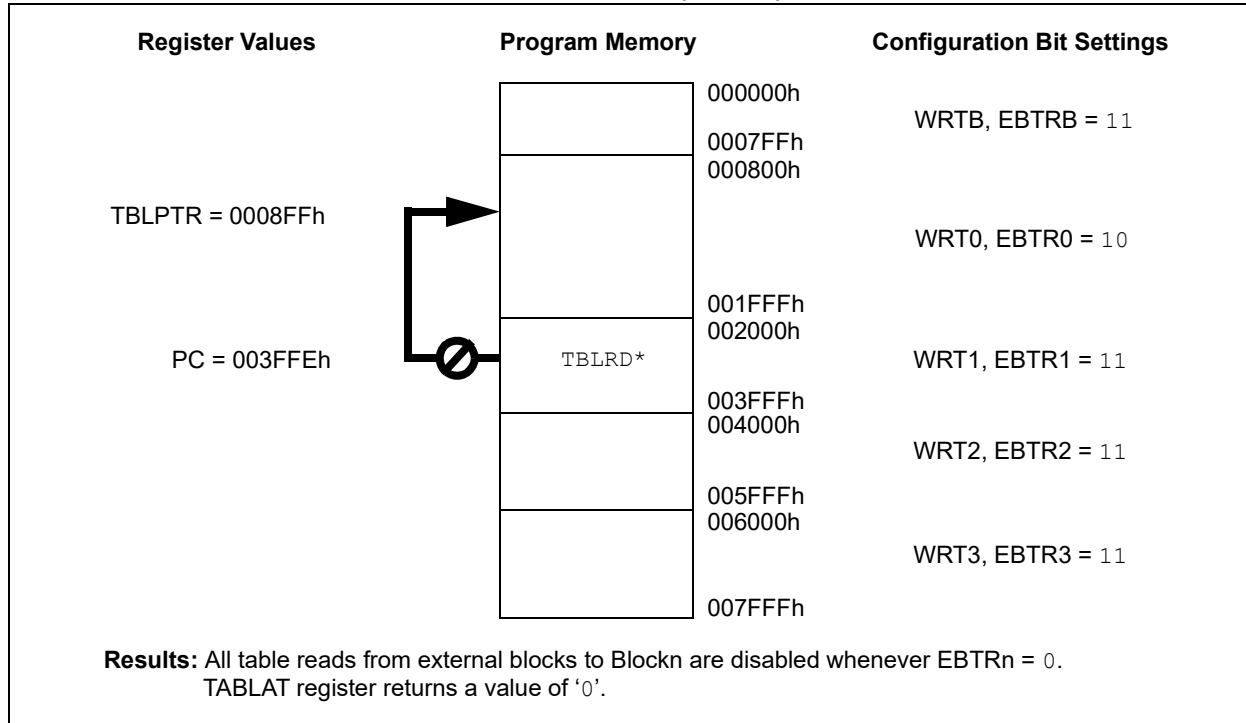 Register Values Program Memory Configuration Bit Settings
000000h
WRTB, EBTRB = 11
0007FFh
000800h
TBLPTR = 0008FFh
WRT0, EBTR0 = 10
001FFFh
002000h
PC = 003FFEh TBLRD* WRT1, EBTR1 = 11
003FFFh
004000h
WRT2, EBTR2 = 11
005FFFh
006000h
WRT3, EBTR3 = 11
007FFFh
Results: All table reads from external blocks to Blockn are disabled whenever EBTRn = 0.
TABLAT register returns a value of ‘0’.